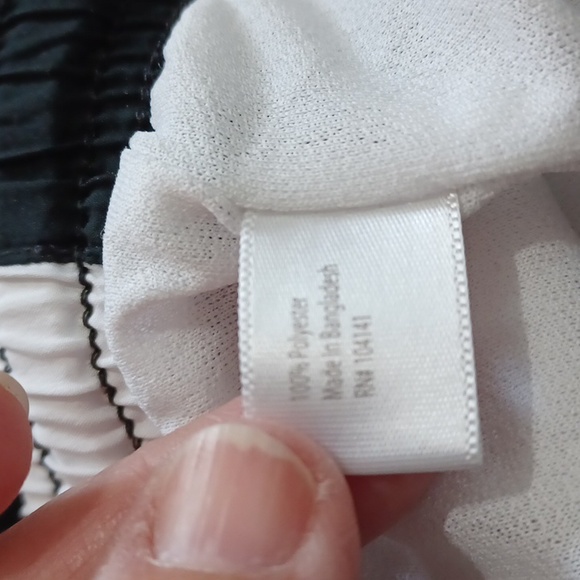 100% Polyester
Made in Bangladesh
RN# 104141